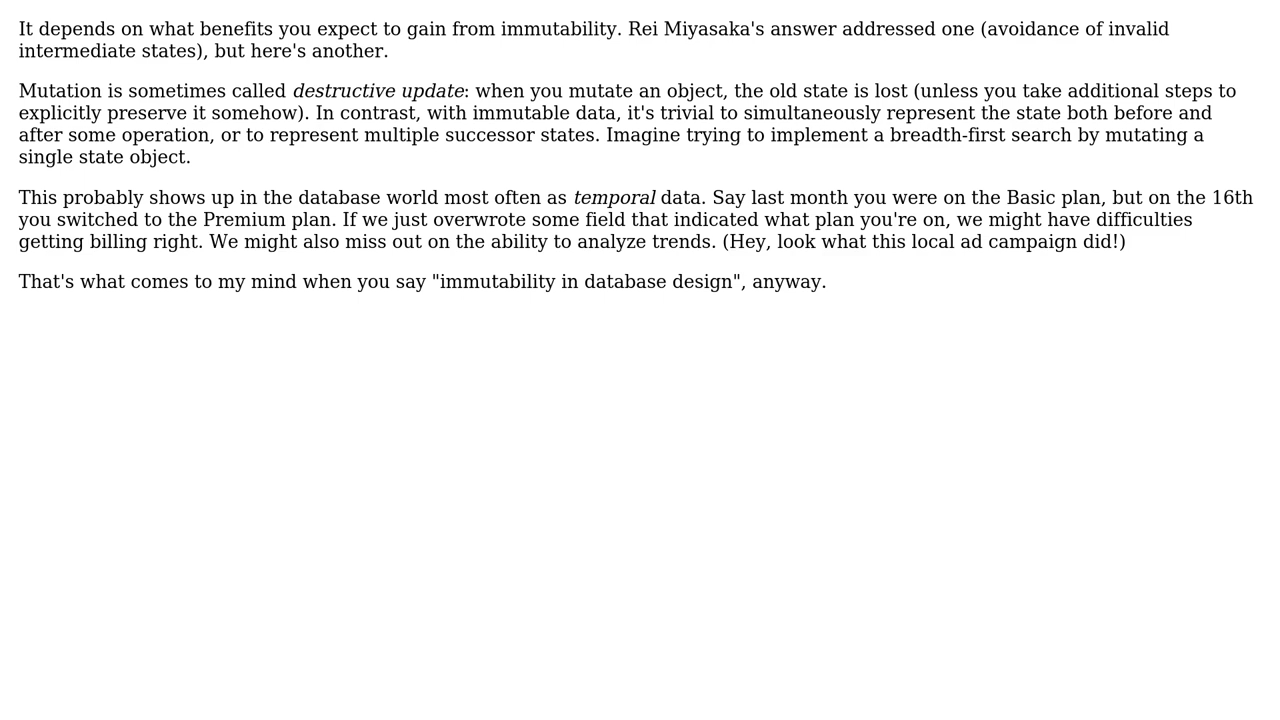 It depends on what benefits you expect to gain from immutability. Rei Miyasaka's answer addressed one (avoidance of invalid
intermediate states), but here's another.
Mutation is sometimes called destructive update: when you mutate an object, the old state is lost (unless you take additional steps to
explicitly preserve it somehow). In contrast, with immutable data, it's trivial to simultaneously represent the state both before and
after some operation, or to represent multiple successor states. Imagine trying to implement a breadth-first search by mutating a
single state object.
This probably shows up in the database world most often as temporal data. Say last month you were on the Basic plan, but on the 16th
you switched to the Premium plan. If we just overwrote some field that indicated what plan you're on, we might have difficulties
getting billing right. We might also miss out on the ability to analyze trends. (Hey, look what this local ad campaign did!)
That's what comes to my mind when you say "immutability in database design", anyway.